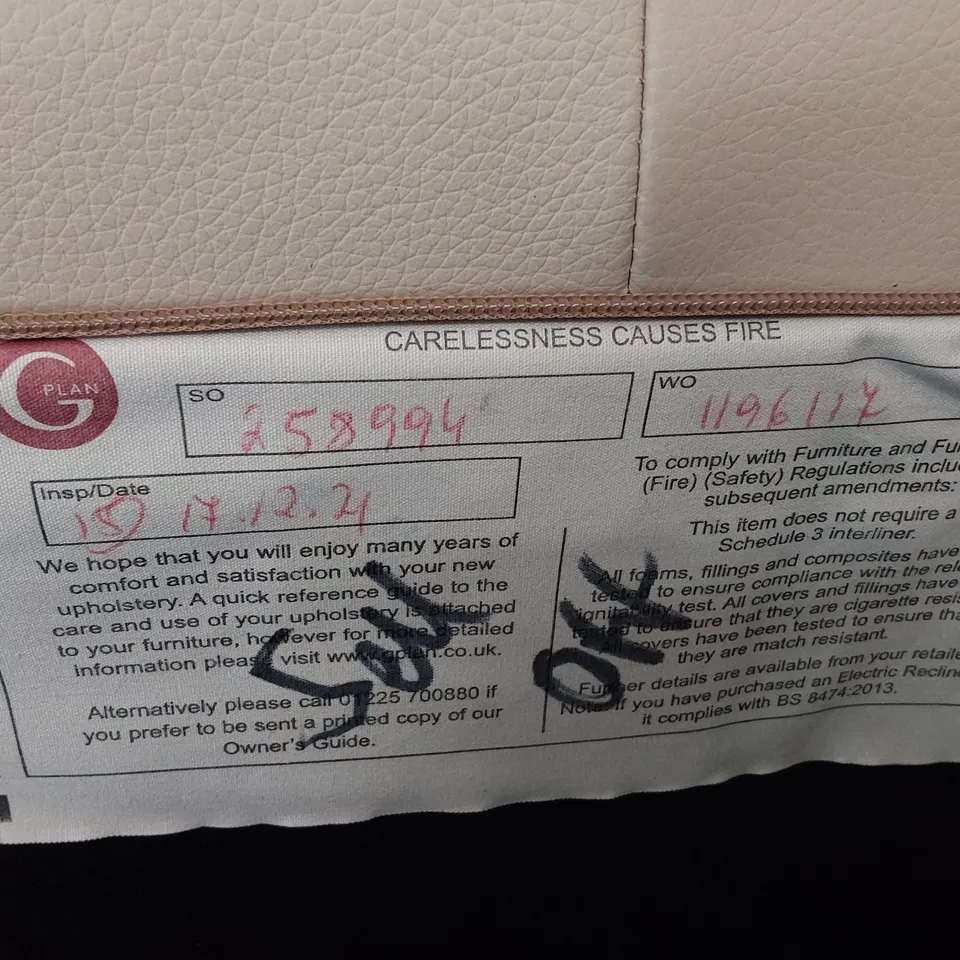 CARELESSNESS CAUSES FIRE
G PLAN
SO
258994
WO
Insp/Date
15 17.12.21
We hope that you will enjoy many years of
comfort and satisfaction with your new
upholstery. A quick reference guide to the
care and use of your upholstery is attached
to your furniture, however for more detailed
information please visit www.gplan.co.uk.
Alternatively please call 01225 700880 if
you prefer to be sent a printed copy of our
Owner's Guide.
To comply with Furniture and Fu
(Fire) (Safety) Regulations inclu
subsequent amendments:
This item does not require a
Schedule 3 interliner.
All foams, fillings and composites have
tested to ensure compliance with the rel
ignitability test. All covers and fillings have
tested to ensure that they are cigarette resis
All covers have been tested to ensure tha
they are match resistant.
Further details are available from your retaile
Note: If you have purchased an Electric Recline
it complies with BS 8474:2013.
OK